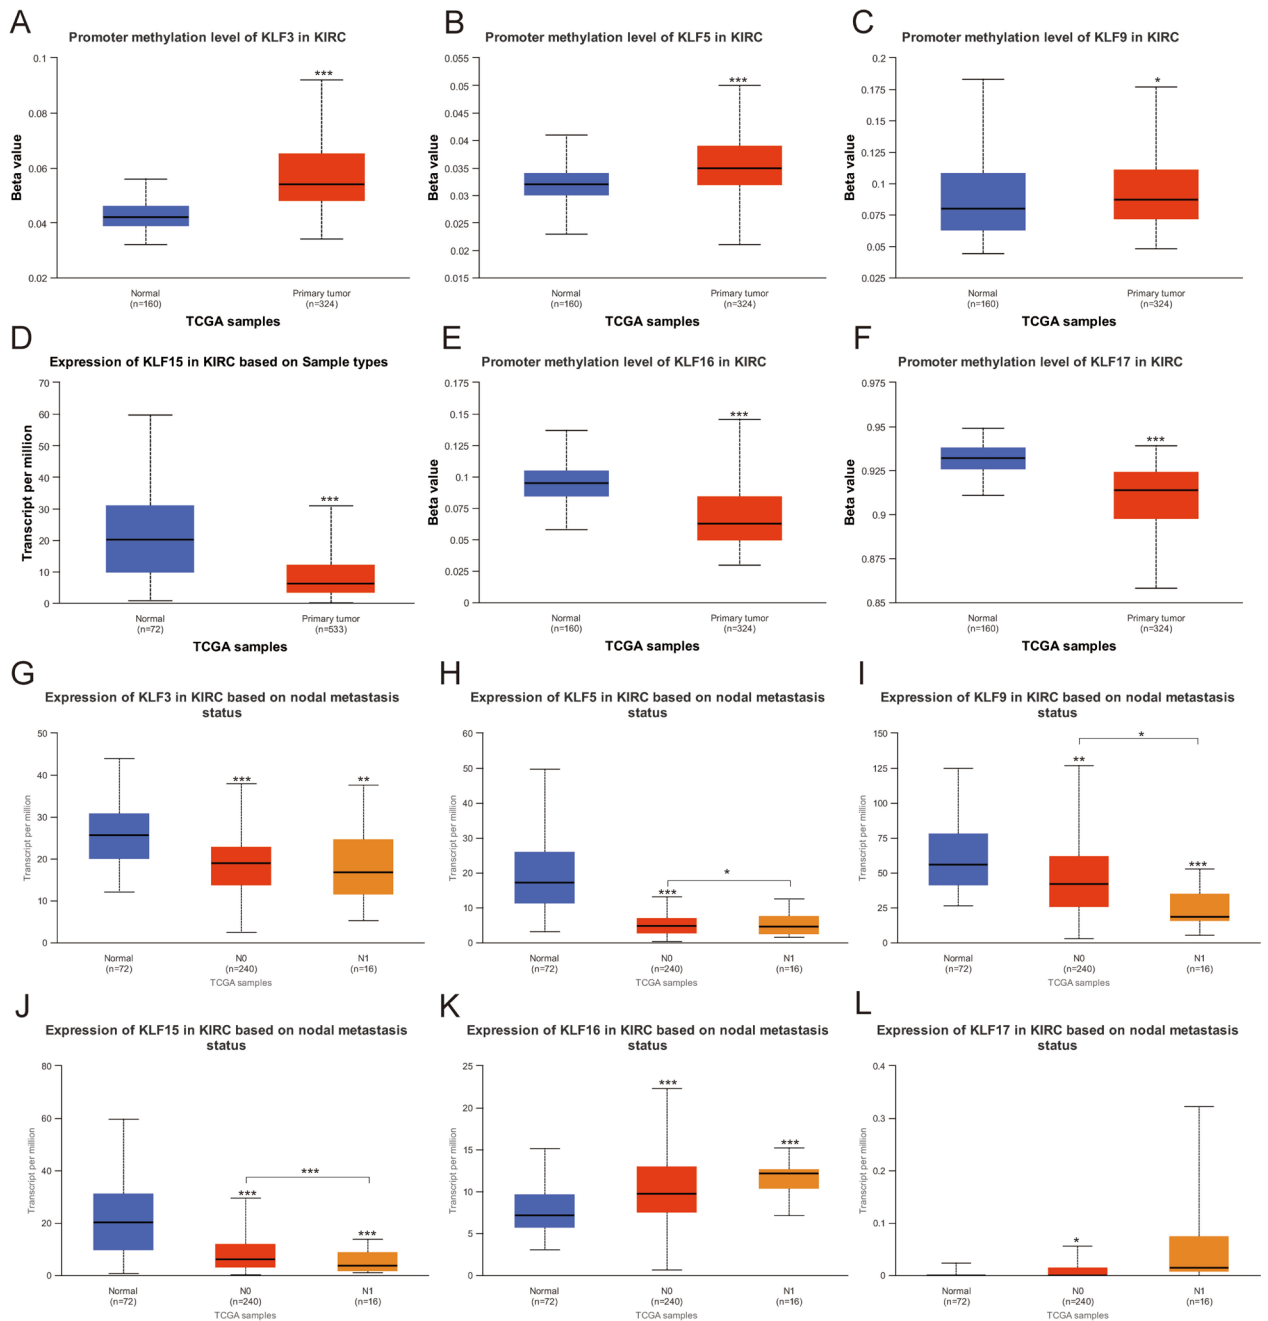 A
Promoter methylation level of KLF3 in KIRC
Beta value
0.1
0.08
0.06
0.04
0.02
***
Normal
(n=160)
Primary tumor
(n=324)
TCGA samples
B
Promoter methylation level of KLF5 in KIRC
Beta value
0.055
0.05
0.045
0.04
0.035
0.03
0.025
0.02
0.015
***
Normal
(n=160)
Primary tumor
(n=324)
TCGA samples
C
Promoter methylation level of KLF9 in KIRC
Beta value
0.2
0.175
0.15
0.125
0.1
0.075
0.05
0.025
*
Normal
(n=160)
Primary tumor
(n=324)
TCGA samples
D
Expression of KLF15 in KIRC based on Sample types
Transcript per million
70
60
50
40
30
20
10
0
***
Normal
(n=72)
Primary tumor
(n=533)
TCGA samples
E
Promoter methylation level of KLF16 in KIRC
Beta value
0.175
0.15
0.125
0.1
0.075
0.05
0.025
0
***
Normal
(n=160)
Primary tumor
(n=324)
TCGA samples
F
Promoter methylation level of KLF17 in KIRC
Beta value
0.975
0.95
0.925
0.9
0.875
0.85
***
Normal
(n=160)
Primary tumor
(n=324)
TCGA samples
G
Expression of KLF3 in KIRC based on nodal metastasis
status
Transcript per million
50
40
30
20
10
0
***
**
Normal
(n=72)
N0
(n=240)
N1
(n=16)
TCGA samples
H
Expression of KLF5 in KIRC based on nodal metastasis
status
Transcript per million
60
50
40
30
20
10
0
***
*
Normal
(n=72)
N0
(n=240)
N1
(n=16)
TCGA samples
I
Expression of KLF9 in KIRC based on nodal metastasis
status
Transcript per million
150
125
100
75
50
25
0
*
**
***
Normal
(n=72)
N0
(n=240)
N1
(n=16)
TCGA samples
J
Expression of KLF15 in KIRC based on nodal metastasis
status
Transcript per million
80
60
40
20
0
***
***
***
Normal
(n=72)
N0
(n=240)
N1
(n=16)
TCGA samples
K
Expression of KLF16 in KIRC based on nodal metastasis
status
Transcript per million
25
20
15
10
5
0
***
***
Normal
(n=72)
N0
(n=240)
N1
(n=16)
TCGA samples
L
Expression of KLF17 in KIRC based on nodal metastasis
status
Transcript per million
0.4
0.3
0.2
0.1
0
*
Normal
(n=72)
N0
(n=240)
N1
(n=16)
TCGA samples